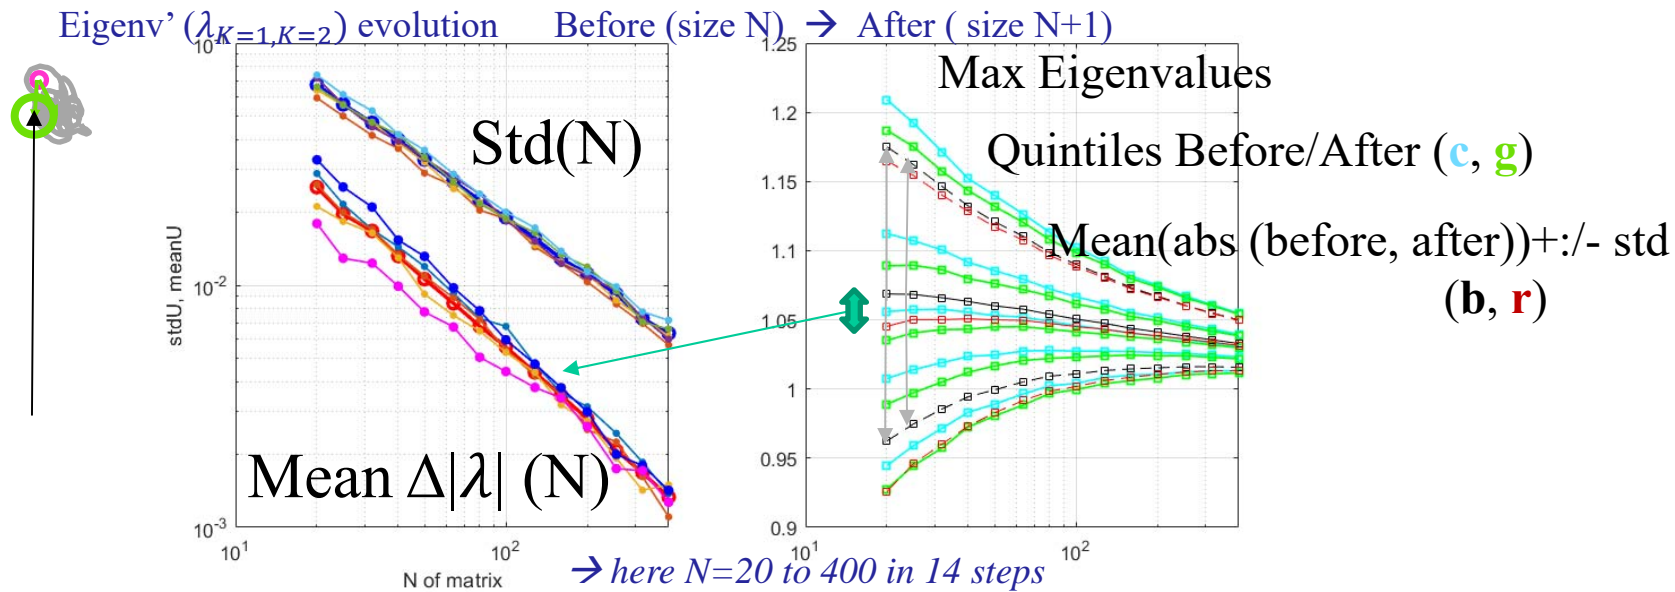 Eigenv’ (λK=1,K=2) evolution Before (size N) → After ( size N+1)
10-1
10-2
10-3
101
102
stdU, meanU
N of matrix
Std(N)
Mean Δ|λ| (N)
1.25
1.2
1.15
1.1
1.05
1
0.95
0.9
101
102
Max Eigenvalues
Quintiles Before/After (c, g)
Mean(abs (before, after))+:/- std
(b, r)
→ here N=20 to 400 in 14 steps